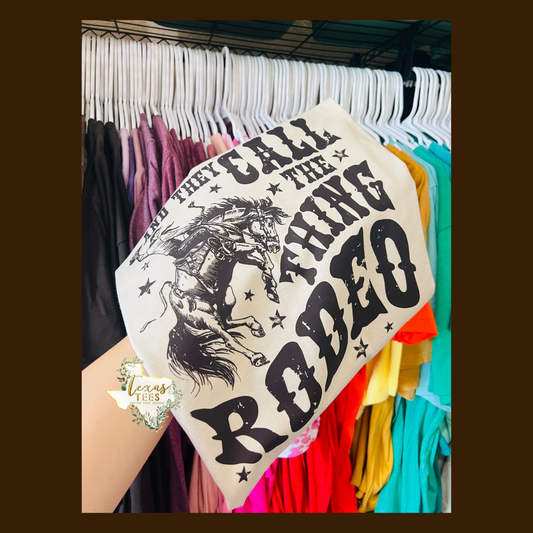 AND THEY
CALL
THE
THING
RODEO
texas
TEES